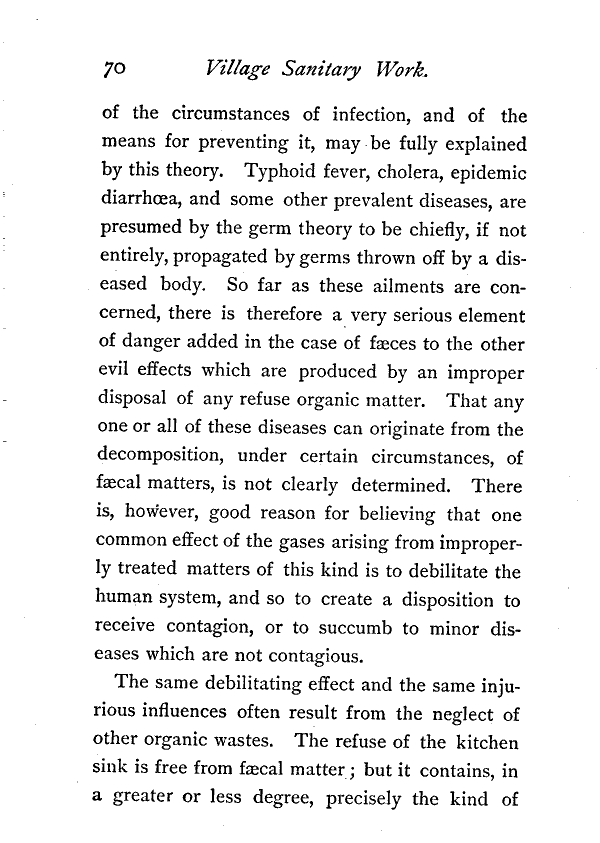 70 Village Sanitary Work.
of the circumstances of infection, and of the
means for preventing it, may be fully explained
by this theory. Typhoid fever, cholera, epidemic
diarrhœa, and some other prevalent diseases, are
presumed by the germ theory to be chiefly, if not
entirely, propagated by germs thrown off by a dis-
eased body. So far as these ailments are con-
cerned, there is therefore a very serious element
of danger added in the case of fæces to the other
evil effects which are produced by an improper
disposal of any refuse organic matter. That any
one or all of these diseases can originate from the
decomposition, under certain circumstances, of
fæcal matters, is not clearly determined. There
is, however, good reason for believing that one
common effect of the gases arising from improper-
ly treated matters of this kind is to debilitate the
human system, and so to create a disposition to
receive contagion, or to succumb to minor dis-
eases which are not contagious.
The same debilitating effect and the same inju-
rious influences often result from the neglect of
other organic wastes. The refuse of the kitchen
sink is free from fæcal matter; but it contains, in
a greater or less degree, precisely the kind of